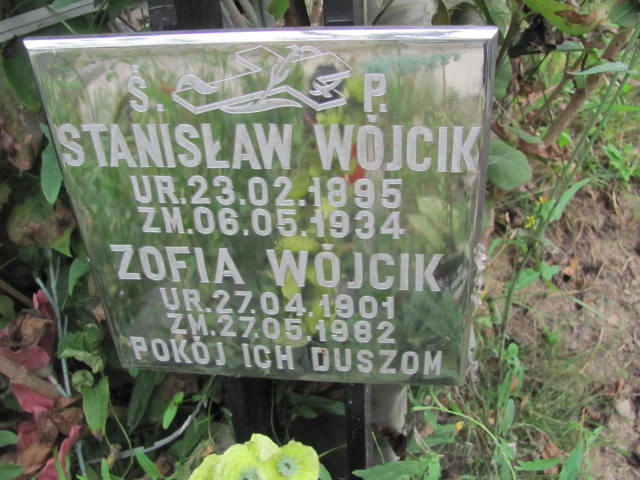 Ś. P.
STANISŁAW WÓJCIK
UR.23.02.1895
ZM.06.05.1934
ZOFIA WÓJCIK
UR.27.04.1901
ZM.27.05.1982
POKÓJ ICH DUSZOM